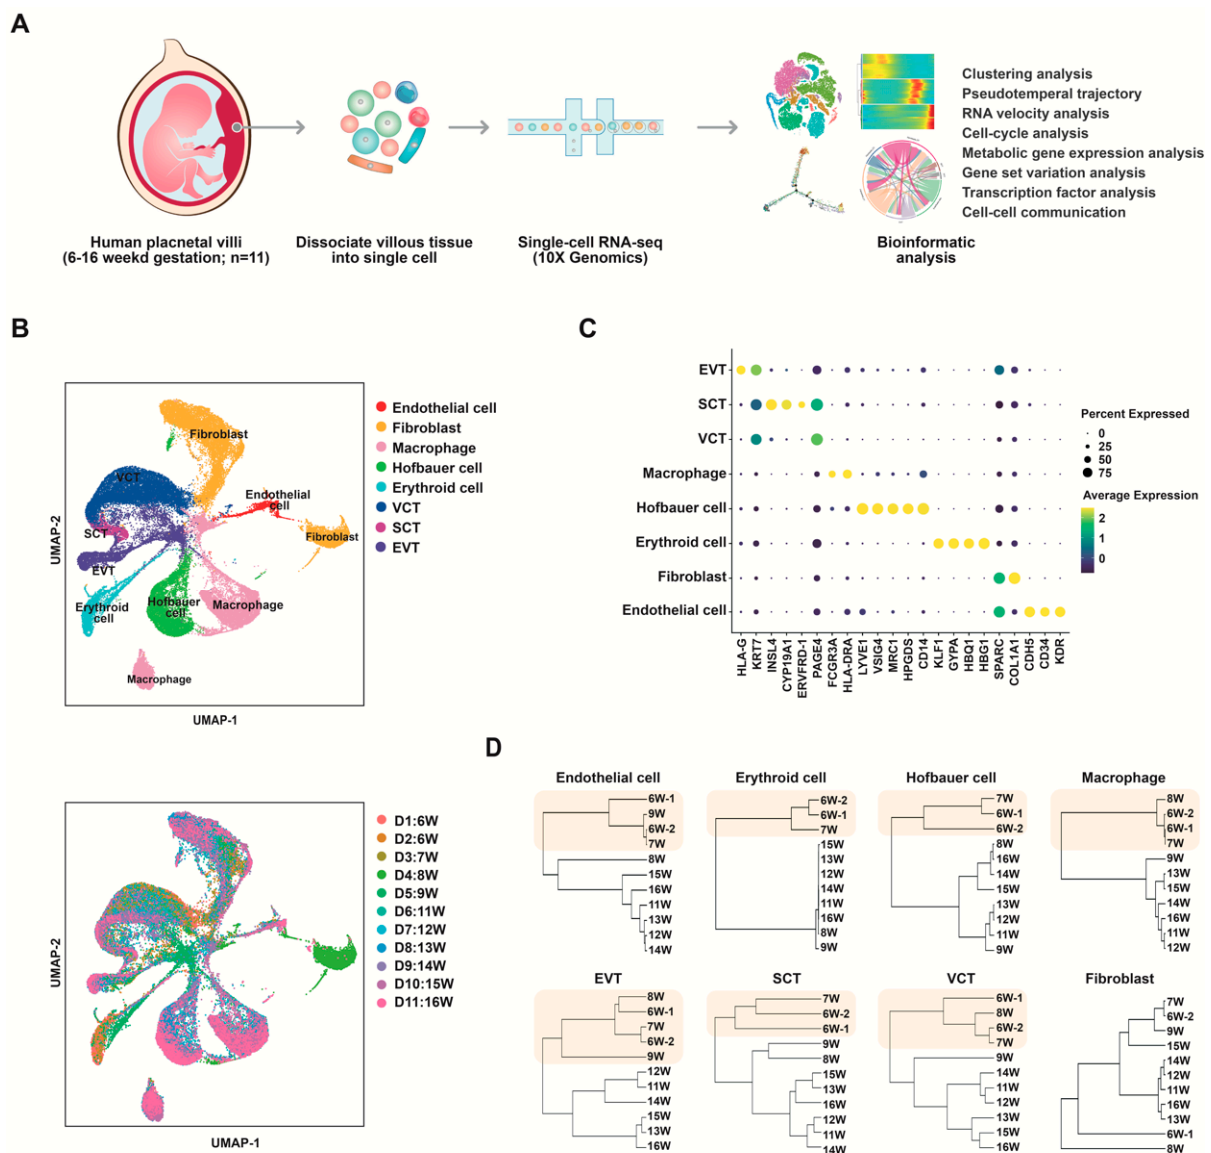 A
Human placnetal villi
(6-16 weekd gestation; n=11)
Dissociate villous tissue
into single cell
Single-cell RNA-seq
(10X Genomics)
Clustering analysis
Pseudotemporal trajectory
RNA velocity analysis
Cell-cycle analysis
Metabolic gene expression analysis
Gene set variation analysis
Transcription factor analysis
Cell-cell communication
Bioinformatic
analysis
B
UMAP-2
Fibroblast
VCT
Endothelial
cell
SCT
Fibroblast
EVT
Erythroid
cell
Hofbauer
cell
Macrophage
Macrophage
UMAP-1
Endothelial cell
Fibroblast
Macrophage
Hofbauer cell
Erythroid cell
VCT
SCT
EVT
UMAP-2
UMAP-1
D1:6W
D2:6W
D3:7W
D4:8W
D5:9W
D6:11W
D7:12W
D8:13W
D9:14W
D10:15W
D11:16W
C
EVT
SCT
VCT
Macrophage
Hofbauer cell
Erythroid cell
Fibroblast
Endothelial cell
HLA-G
KRT7
INSL4
CYP19A1
ERVFRD-1
PAGE4
FCGR3A
HLA-DRA
LYVE1
VSIG4
MRC1
HPGDS
CD14
KLF1
GYPA
HBQ1
HBG1
SPARC
COL1A1
CDH5
CD34
KDR
Percent Expressed
0
25
50
75
Average Expression
2
1
0
D
Endothelial cell
6W-1
9W
6W-2
7W
8W
15W
16W
11W
13W
12W
14W
Erythroid cell
6W-2
6W-1
7W
15W
13W
12W
14W
11W
16W
8W
9W
Hofbauer cell
7W
6W-1
6W-2
8W
16W
14W
15W
13W
12W
11W
9W
Macrophage
8W
6W-2
6W-1
7W
9W
13W
15W
14W
16W
11W
12W
EVT
8W
6W-1
7W
6W-2
9W
12W
11W
14W
15W
13W
16W
SCT
7W
6W-2
6W-1
9W
8W
15W
13W
16W
12W
11W
14W
VCT
6W-1
8W
6W-2
7W
9W
14W
11W
12W
13W
15W
16W
Fibroblast
7W
6W-2
9W
15W
14W
12W
11W
16W
13W
6W-1
8W